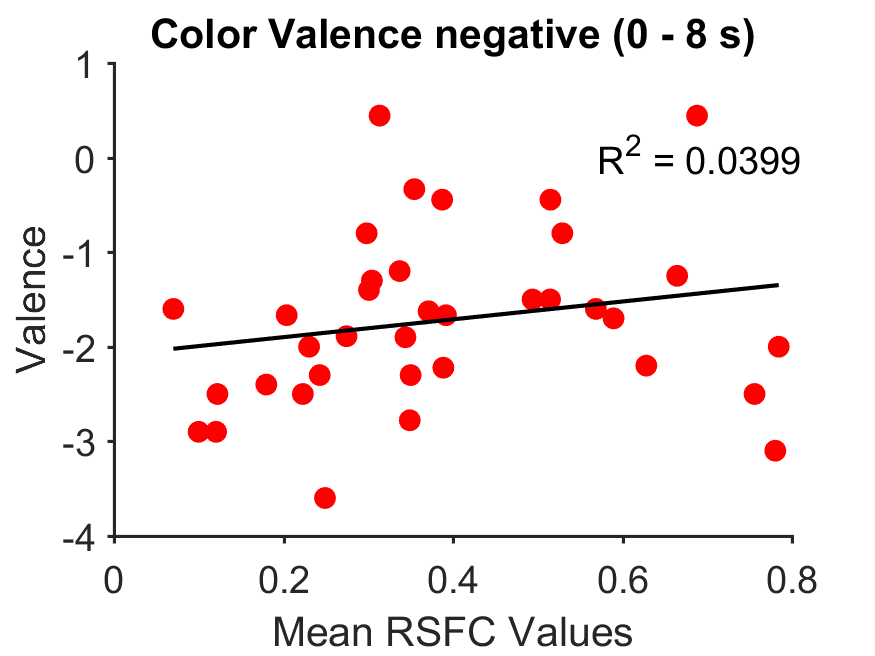 Color Valence negative (0 - 8 s)
1
0
-1
-2
-3
-4
Valence
R² = 0.0399
0 0.2 0.4 0.6 0.8
Mean RSFC Values